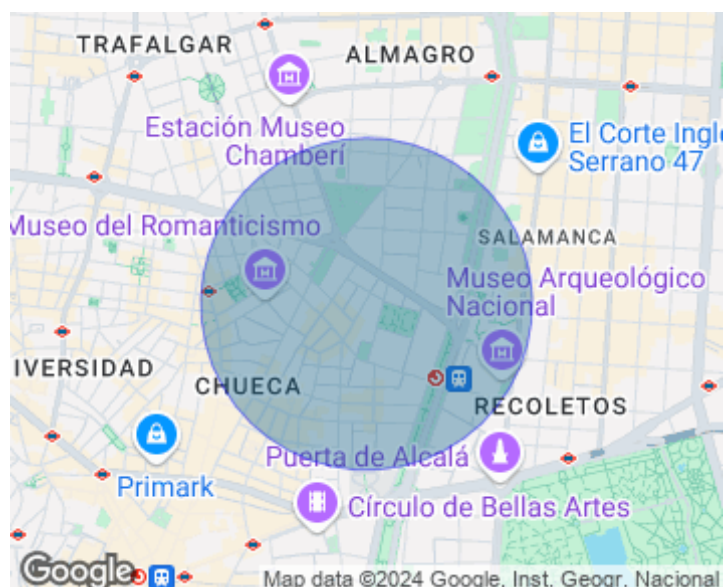 TRAFALGAR
ALMAGRO
Estación Museo
Chamberí
El Corte Ingl
Serrano 47
Museo del Romanticismo
SALAMANCA
Museo Arqueológico
Nacional
IVERSIDAD
CHUECA
RECOLETOS
Puerta de Alcalá
Primark
Círculo de Bellas Artes
Google
Map data ©2024 Google, Inst. Geogr. Nacional